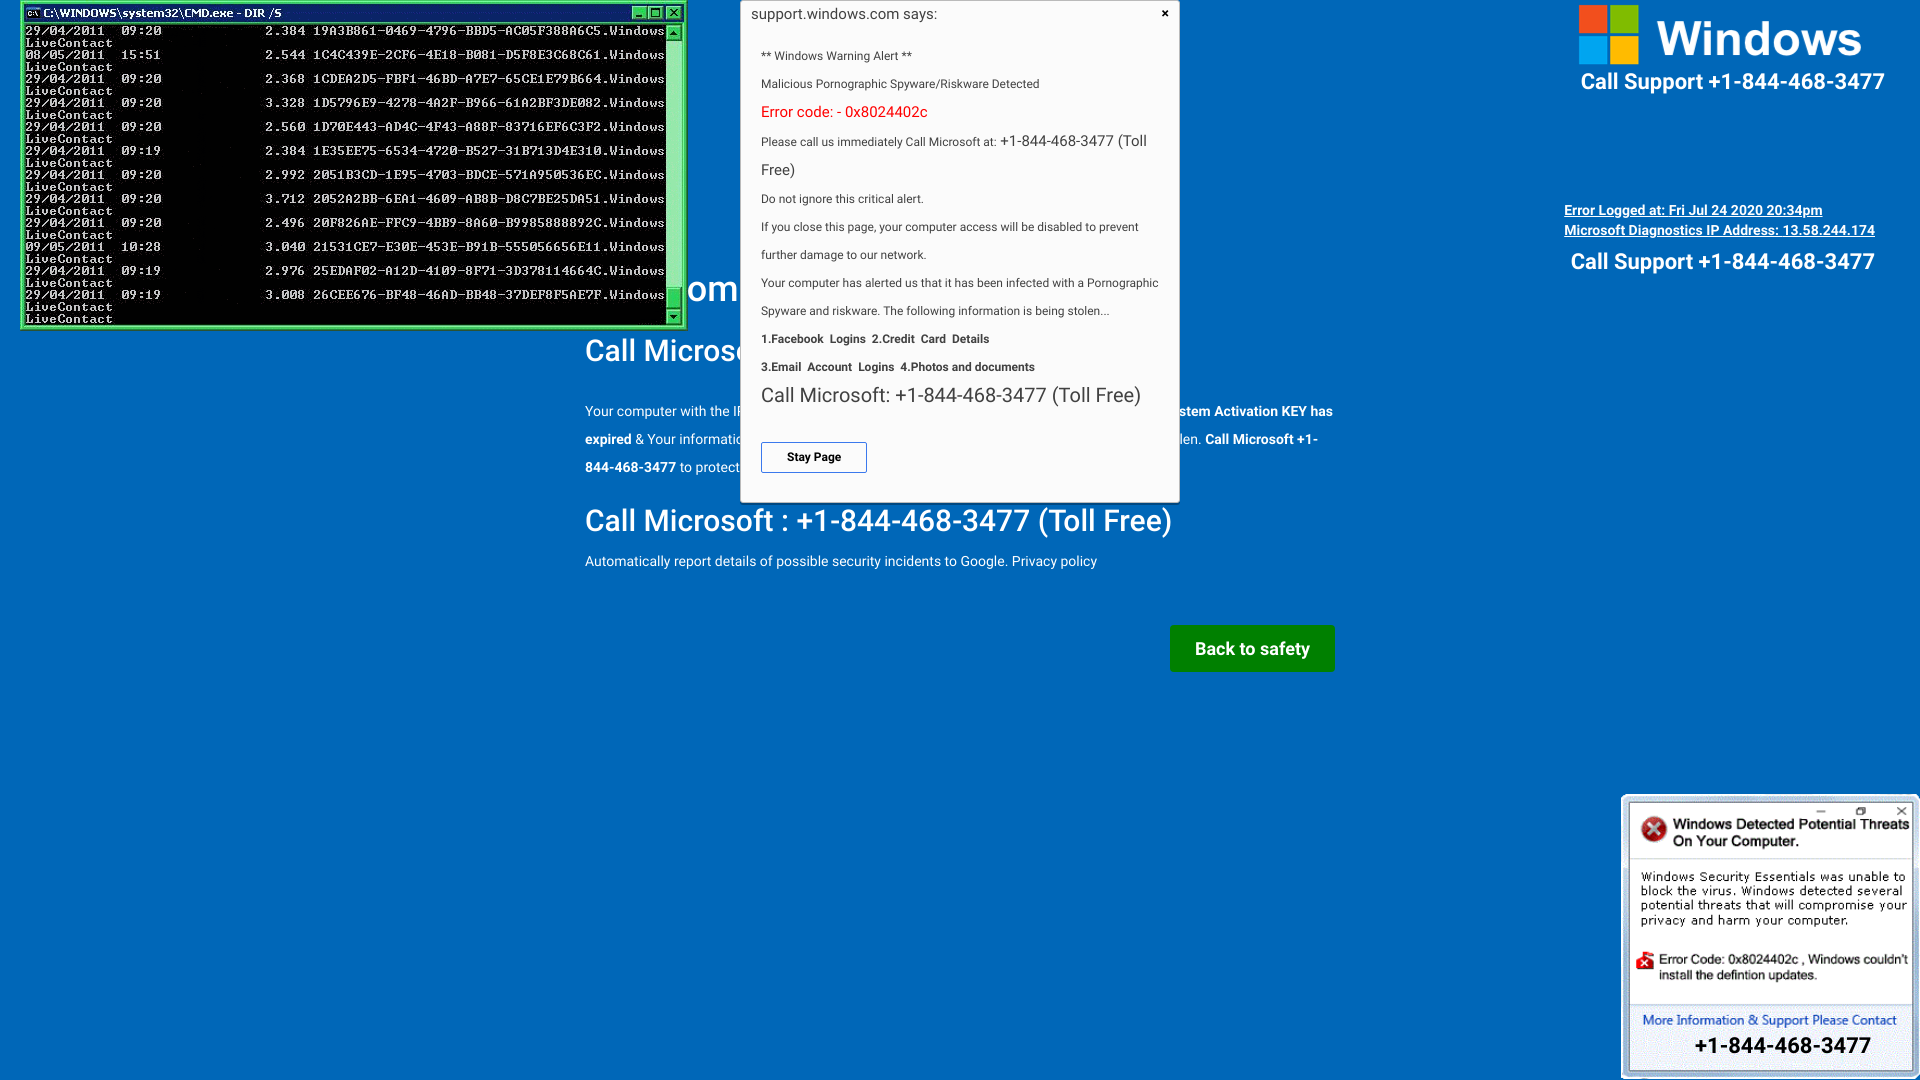 C:\WINDOWS\system32\CMD.exe - DIR /S
29/04/2011 09:20 2.384 19A3B861-0469-4796-BBD5-AC05F388A6C5.Windows
LiveContact
08/05/2011 15:51 2.544 1C4C439E-2CF6-4E18-B081-D5F8E3C68C61.Windows
LiveContact
29/04/2011 09:20 2.368 1CDEA2D5-FBF1-46BD-A7E7-65CE1E79B664.Windows
LiveContact
29/04/2011 09:20 3.328 1D5796E9-4278-4A2F-B966-61A2BF3DE082.Windows
LiveContact
29/04/2011 09:20 2.560 1D70E443-AD4C-4F43-A88F-83716EF6C3F2.Windows
LiveContact
29/04/2011 09:19 2.384 1E35EE75-6534-4720-B527-31B713D4E310.Windows
LiveContact
29/04/2011 09:20 2.992 2051B3CD-1E95-4703-BDCE-571A950536EC.Windows
LiveContact
29/04/2011 09:20 3.712 2052A2BB-6EA1-4609-AB8B-D8C7BE25DA51.Windows
LiveContact
29/04/2011 09:20 2.496 20F826AE-FFC9-4BB9-8A60-B9985888892C.Windows
LiveContact
09/05/2011 10:28 3.040 21531CE7-E30E-453E-B91B-555056656E11.Windows
LiveContact
29/04/2011 09:19 2.976 25EDAF02-A12D-4109-8F71-3D378114664C.Windows
LiveContact
29/04/2011 09:19 3.008 26CEE676-BF48-46AD-BB48-37DEF8F5AE7F.Windows
LiveContact
LiveContact
support.windows.com says:
** Windows Warning Alert **
Malicious Pornographic Spyware/Riskware Detected
Error code: - 0x8024402c
Please call us immediately Call Microsoft at: +1-844-468-3477 (Toll
Free)
Do not ignore this critical alert.
If you close this page, your computer access will be disabled to prevent
further damage to our network.
Your computer has alerted us that it has been infected with a Pornographic
Spyware and riskware. The following information is being stolen...
1.Facebook Logins 2.Credit Card Details
3.Email Account Logins 4.Photos and documents
Call Microsoft: +1-844-468-3477 (Toll Free)
Stay Page
Windows
Call Support +1-844-468-3477
Error Logged at: Fri Jul 24 2020 20:34pm
Microsoft Diagnostics IP Address: 13.58.244.174
Call Support +1-844-468-3477
om
Call Microso
Your computer with the IP stem Activation KEY has
expired & Your informatio len. Call Microsoft +1-
844-468-3477 to protect
Call Microsoft : +1-844-468-3477 (Toll Free)
Automatically report details of possible security incidents to Google. Privacy policy
Back to safety
Windows Detected Potential Threats
On Your Computer.
Windows Security Essentials was unable to
block the virus. Windows detected several
potential threats that will compromise your
privacy and harm your computer.
Error Code: 0x8024402c , Windows couldn't
install the defintion updates.
More Information & Support Please Contact
+1-844-468-3477